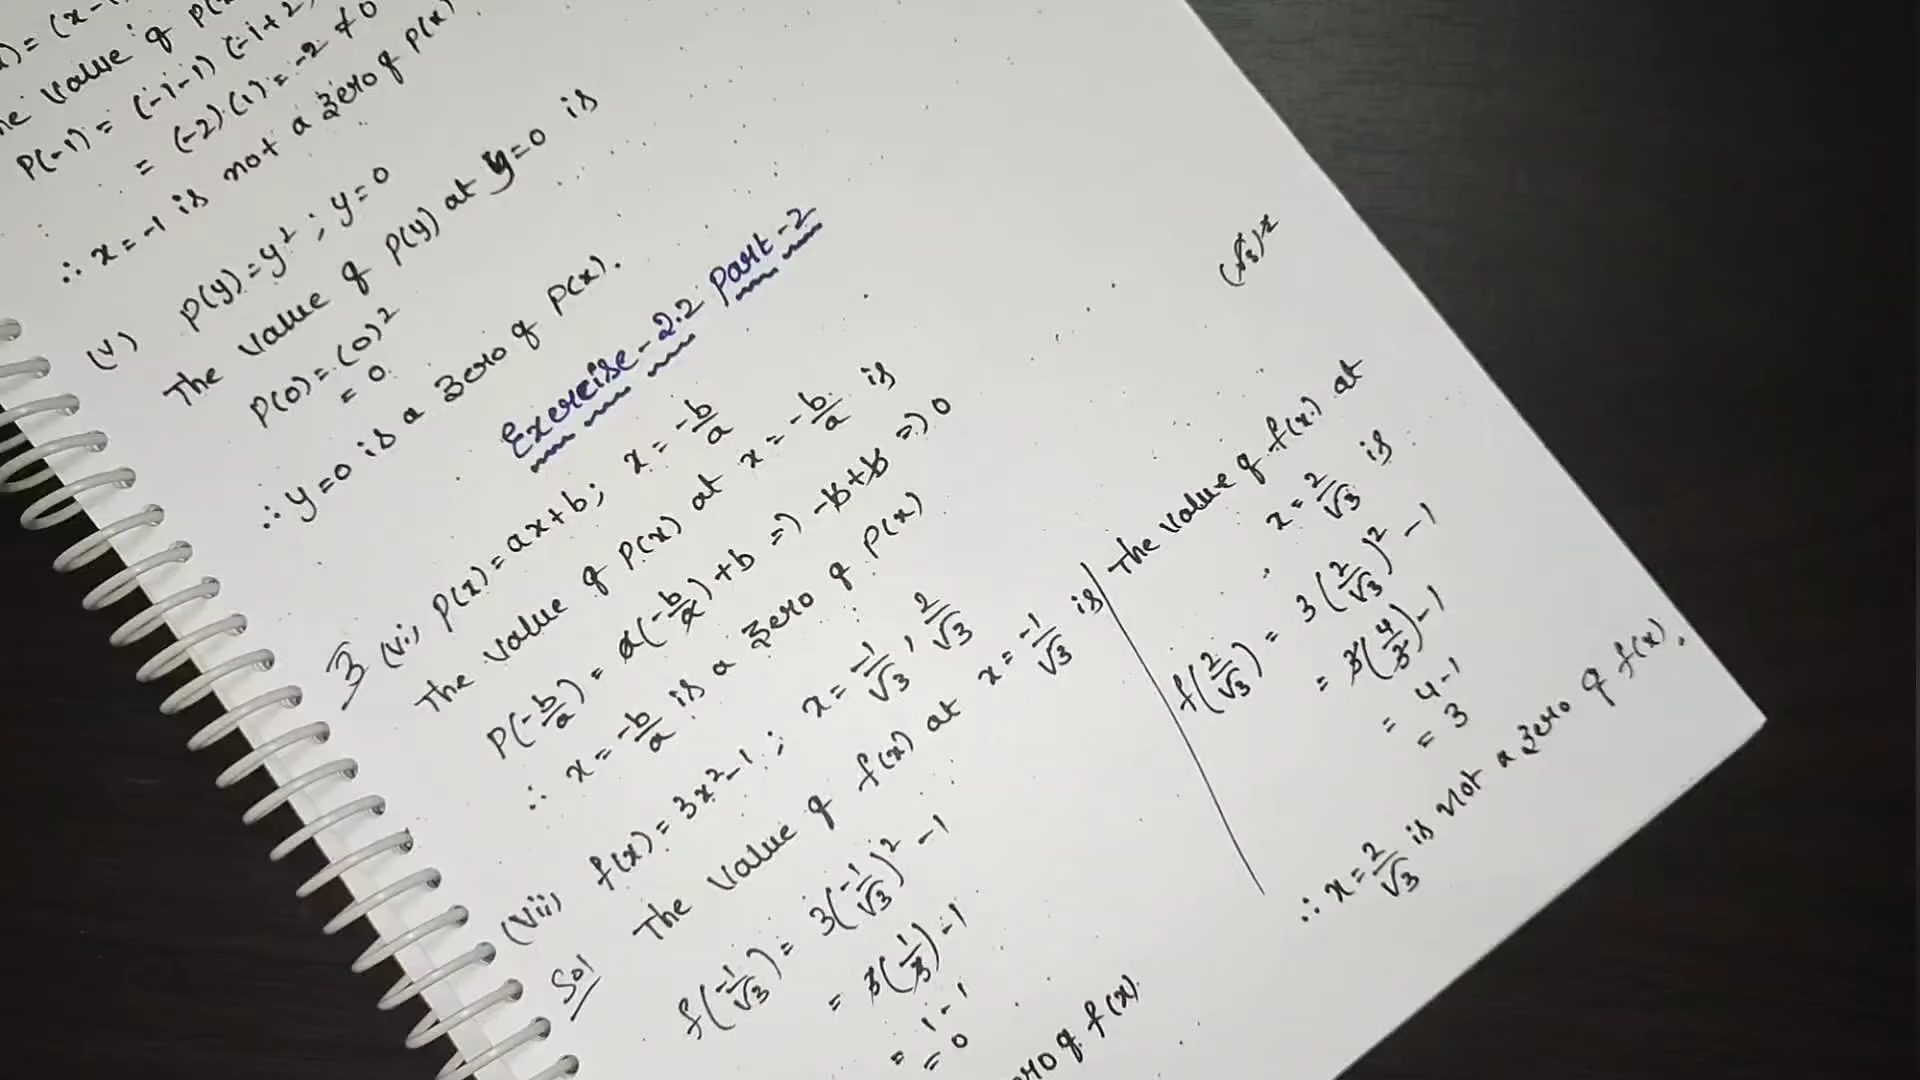 )=(x-1
he value of P(x
P(-1) = (-1-1) (-1+2
= (-2)(1) = -2 ≠ 0
∴ x = -1 is not a zero of P(x)
(v) P(y) = y² ; y = 0
The value of P(y) at y=0 is
P(0) = (0)²
= 0
∴ y=0 is a zero of P(x).
Exercise-2.2 Part-2
3 (vi) P(x) = ax+b; x = -b/a
The value of P(x) at x = -b/a is
P(-b/a) = a(-b/a)+b => -b+b => 0
∴ x = -b/a is a zero of P(x)
(vii) f(x) = 3x²-1 ; x = -1/√3 , 2/√3
Sol The value of f(x) at x = -1/√3 is
f(-1/√3) = 3(-1/√3)² -1
= 3(1/3)-1
= 1-1
= 0
ero of f(x).
(√3)²
The value of f(x) at
x = 2/√3 is
f(2/√3) = 3(2/√3)² -1
= 3(4/3)-1
= 4-1
= 3
∴ x = 2/√3 is not a zero of f(x).